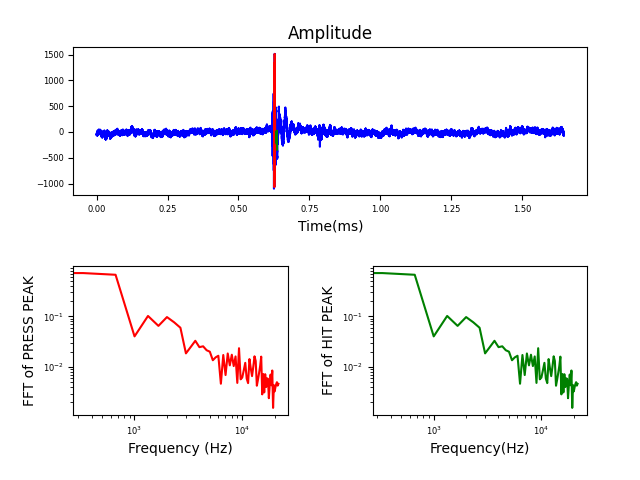 Amplitude
1500
1000
500
0
−500
−1000
0.00 0.25 0.50 0.75 1.00 1.25 1.50
Time(ms)
FFT of PRESS PEAK
10⁻¹
10⁻²
10³ 10⁴
Frequency (Hz)
FFT of HIT PEAK
10⁻¹
10⁻²
10³ 10⁴
Frequency(Hz)